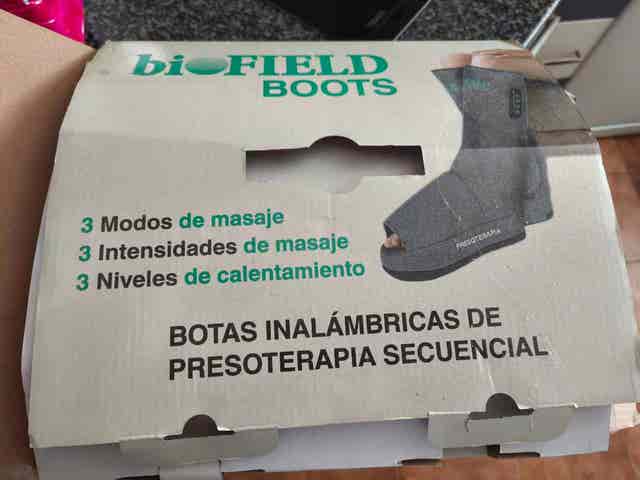 bioFIELD
BOOTS
3 Modos de masaje
3 Intensidades de masaje
3 Niveles de calentamiento
PRESOTERAPIA
BOTAS INALÁMBRICAS DE
PRESOTERAPIA SECUENCIAL